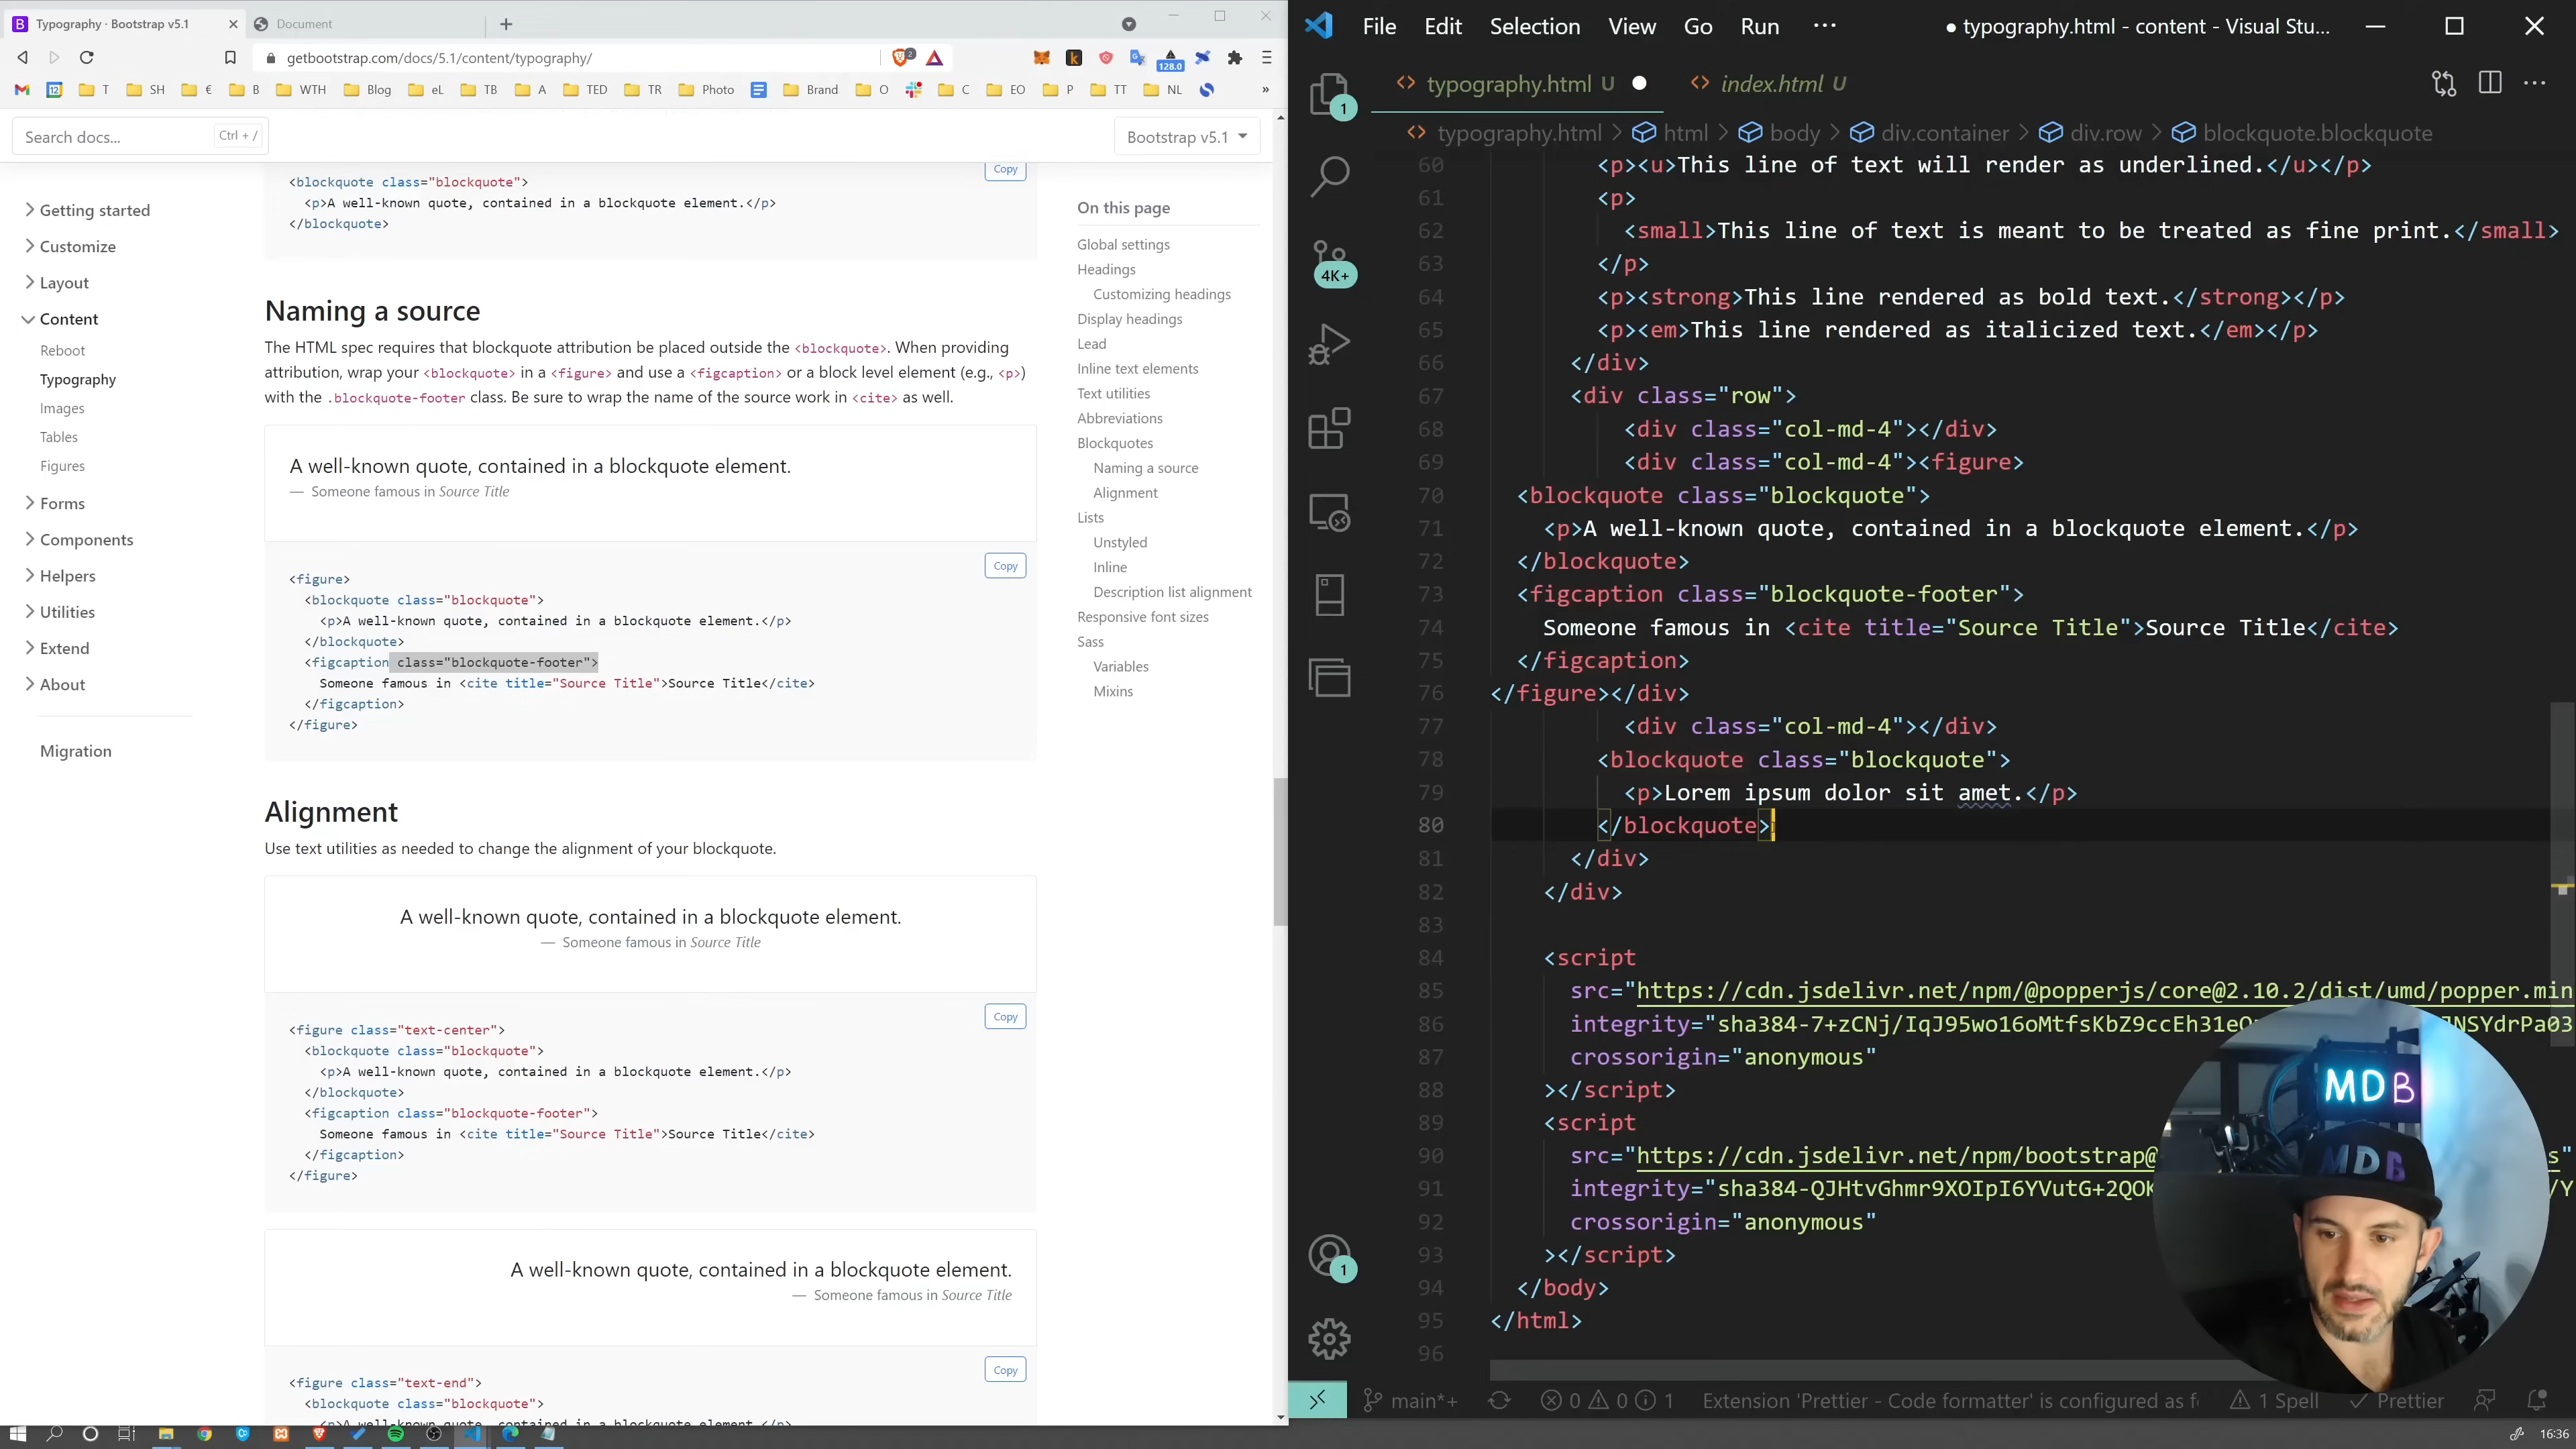 Typography · Bootstrap v5.1
Document
getbootstrap.com/docs/5.1/content/typography/
2
128.0
12
T
SH
€
B
WTH
Blog
eL
TB
A
TED
TR
Photo
Brand
O
C
EO
P
TT
NL
»
Search docs...
Ctrl + /
Bootstrap v5.1
Getting started
Customize
Layout
Content
Reboot
Typography
Images
Tables
Figures
Forms
Components
Helpers
Utilities
Extend
About
Migration
Copy
<blockquote class="blockquote">
<p>A well-known quote, contained in a blockquote element.</p>
</blockquote>
Naming a source
The HTML spec requires that blockquote attribution be placed outside the <blockquote>. When providing
attribution, wrap your <blockquote> in a <figure> and use a <figcaption> or a block level element (e.g., <p>)
with the .blockquote-footer class. Be sure to wrap the name of the source work in <cite> as well.
A well-known quote, contained in a blockquote element.
— Someone famous in Source Title
Copy
<figure>
<blockquote class="blockquote">
<p>A well-known quote, contained in a blockquote element.</p>
</blockquote>
<figcaption class="blockquote-footer">
Someone famous in <cite title="Source Title">Source Title</cite>
</figcaption>
</figure>
Alignment
Use text utilities as needed to change the alignment of your blockquote.
A well-known quote, contained in a blockquote element.
— Someone famous in Source Title
Copy
<figure class="text-center">
<blockquote class="blockquote">
<p>A well-known quote, contained in a blockquote element.</p>
</blockquote>
<figcaption class="blockquote-footer">
Someone famous in <cite title="Source Title">Source Title</cite>
</figcaption>
</figure>
A well-known quote, contained in a blockquote element.
— Someone famous in Source Title
Copy
<figure class="text-end">
<blockquote class="blockquote">
<p>A well-known quote, contained in a blockquote element.</p>
On this page
Global settings
Headings
Customizing headings
Display headings
Lead
Inline text elements
Text utilities
Abbreviations
Blockquotes
Naming a source
Alignment
Lists
Unstyled
Inline
Description list alignment
Responsive font sizes
Sass
Variables
Mixins
File Edit Selection View Go Run ···
● typography.html - content - Visual Stu...
typography.html U
index.html U
typography.html > html > body > div.container > div.row > blockquote.blockquote
1
4K+
1
60 <p><u>This line of text will render as underlined.</u></p>
61 <p>
62 <small>This line of text is meant to be treated as fine print.</small>
63 </p>
64 <p><strong>This line rendered as bold text.</strong></p>
65 <p><em>This line rendered as italicized text.</em></p>
66 </div>
67 <div class="row">
68 <div class="col-md-4"></div>
69 <div class="col-md-4"><figure>
70 <blockquote class="blockquote">
71 <p>A well-known quote, contained in a blockquote element.</p>
72 </blockquote>
73 <figcaption class="blockquote-footer">
74 Someone famous in <cite title="Source Title">Source Title</cite>
75 </figcaption>
76 </figure></div>
77 <div class="col-md-4"></div>
78 <blockquote class="blockquote">
79 <p>Lorem ipsum dolor sit amet.</p>
80 </blockquote>
81 </div>
82 </div>
83
84 <script
85 src="https://cdn.jsdelivr.net/npm/@popperjs/core@2.10.2/dist/umd/popper.min
86 integrity="sha384-7+zCNj/IqJ95wo16oMtfsKbZ9ccEh31eO NSYdrPa03
87 crossorigin="anonymous"
88 ></script>
89 <script
90 src="https://cdn.jsdelivr.net/npm/bootstrap@ s"
91 integrity="sha384-QJHtvGhmr9XOIpI6YVutG+2QOK /Y
92 crossorigin="anonymous"
93 ></script>
94 </body>
95 </html>
96
MDB
MDB
main*+
0 0 1
Extension 'Prettier - Code formatter' is configured as f
1 Spell
Prettier
16:36